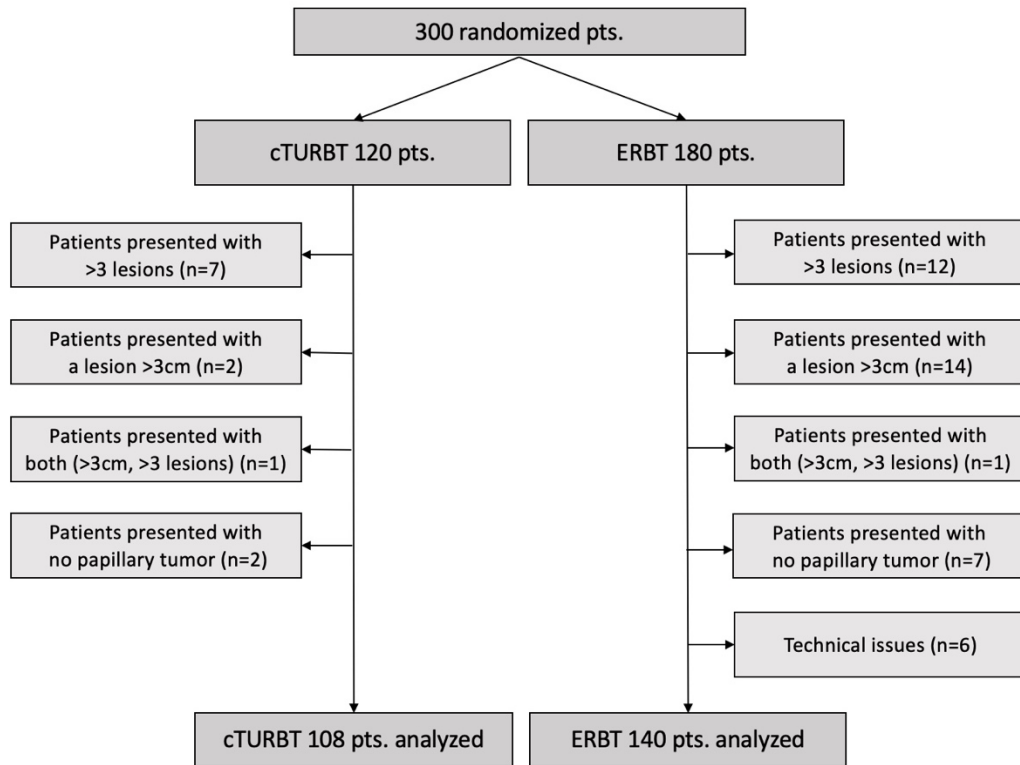 300 randomized pts.
cTURBT 120 pts.
ERBT 180 pts.
Patients presented with
>3 lesions (n=7)
Patients presented with
>3 lesions (n=12)
Patients presented with
a lesion >3cm (n=2)
Patients presented with
a lesion >3cm (n=14)
Patients presented with
both (>3cm, >3 lesions) (n=1)
Patients presented with
both (>3cm, >3 lesions) (n=1)
Patients presented with
no papillary tumor (n=2)
Patients presented with
no papillary tumor (n=7)
Technical issues (n=6)
cTURBT 108 pts. analyzed
ERBT 140 pts. analyzed